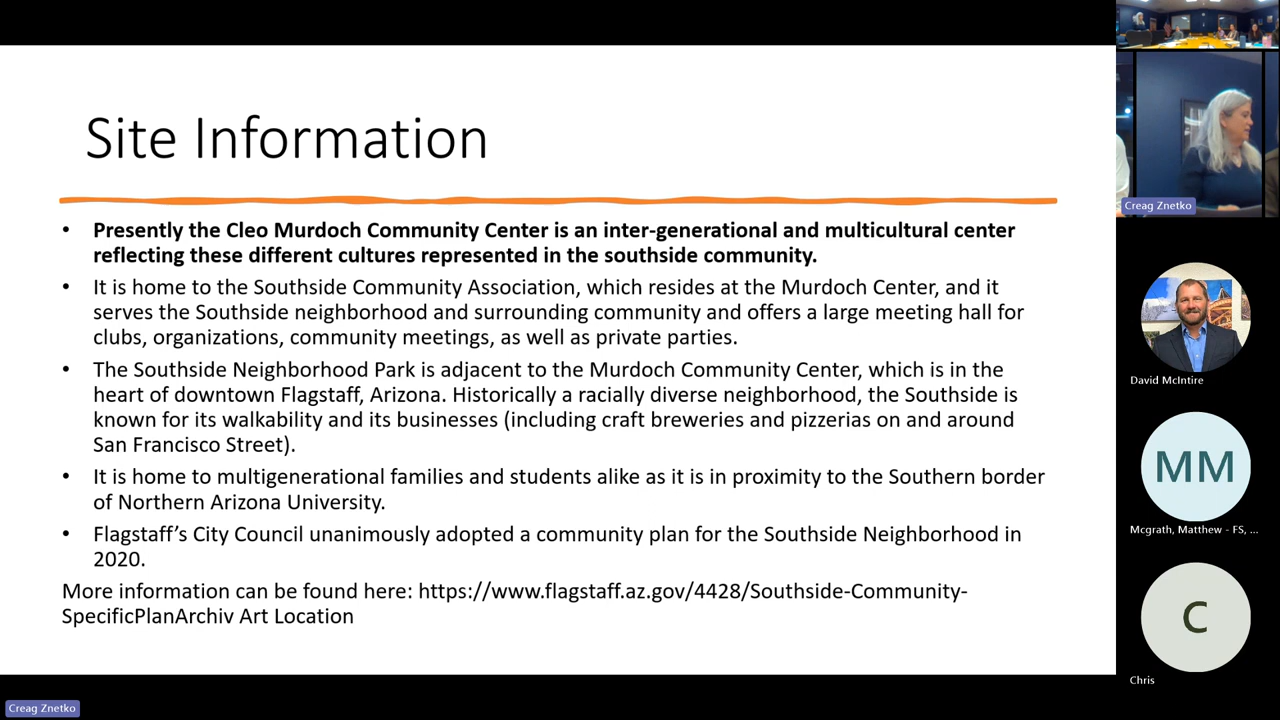 Site Information
• Presently the Cleo Murdoch Community Center is an inter-generational and multicultural center
reflecting these different cultures represented in the southside community.
• It is home to the Southside Community Association, which resides at the Murdoch Center, and it
serves the Southside neighborhood and surrounding community and offers a large meeting hall for
clubs, organizations, community meetings, as well as private parties.
• The Southside Neighborhood Park is adjacent to the Murdoch Community Center, which is in the
heart of downtown Flagstaff, Arizona. Historically a racially diverse neighborhood, the Southside is
known for its walkability and its businesses (including craft breweries and pizzerias on and around
San Francisco Street).
• It is home to multigenerational families and students alike as it is in proximity to the Southern border
of Northern Arizona University.
• Flagstaff’s City Council unanimously adopted a community plan for the Southside Neighborhood in
2020.
More information can be found here: https://www.flagstaff.az.gov/4428/Southside-Community-
SpecificPlanArchiv Art Location
Creag Znetko
David McIntire
MM
Mcgrath, Matthew - FS, ...
C
Chris
Creag Znetko